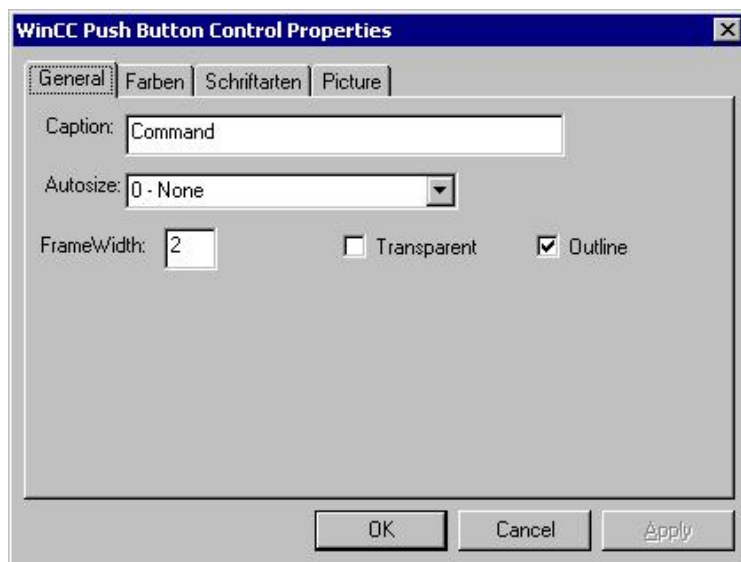 WinCC Push Button Control Properties
General Farben Schriftarten Picture
Caption: Command
Autosize: 0 - None
FrameWidth: 2 Transparent Outline
OK Cancel Apply